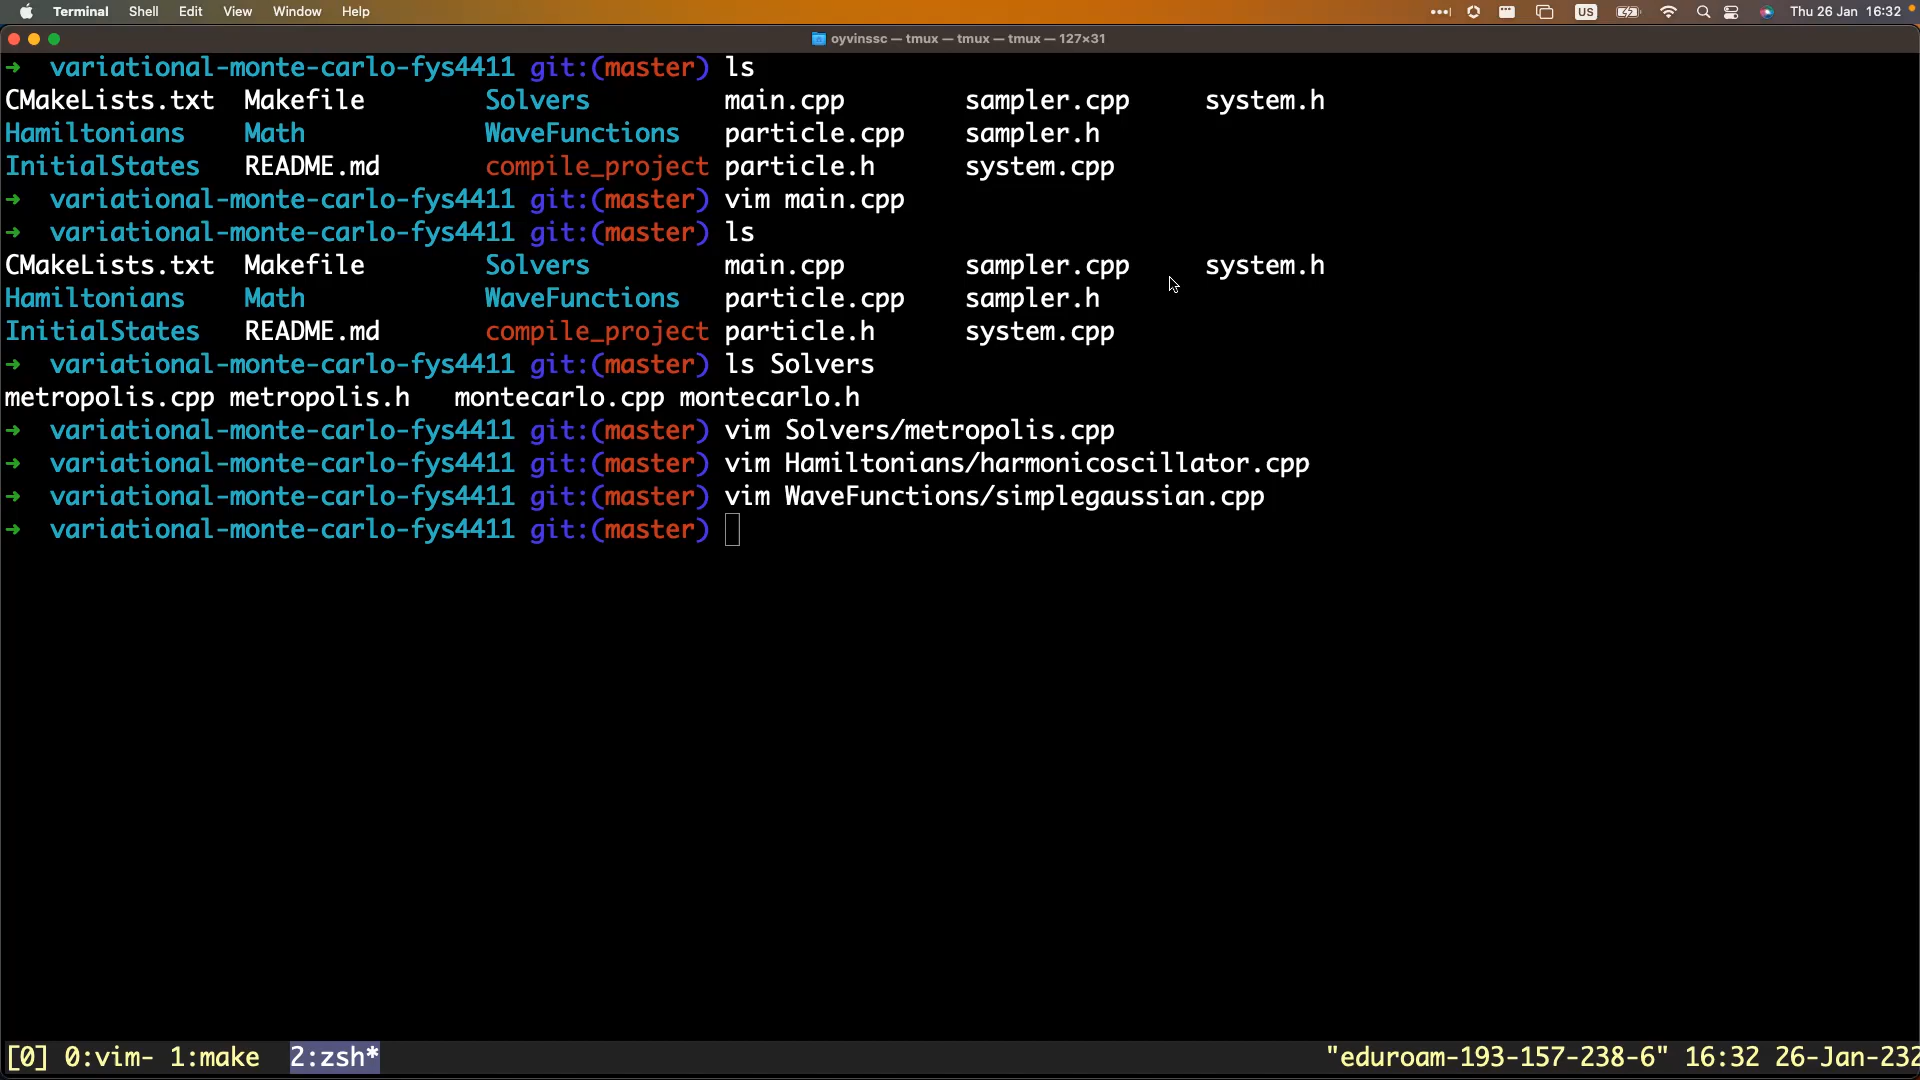 Terminal Shell Edit View Window Help US Thu 26 Jan 16:32
oyvinssc — tmux — tmux — tmux — 127×31
➜ variational-monte-carlo-fys4411 git:(master) ls
CMakeLists.txt Makefile Solvers main.cpp sampler.cpp system.h
Hamiltonians Math WaveFunctions particle.cpp sampler.h
InitialStates README.md compile_project particle.h system.cpp
➜ variational-monte-carlo-fys4411 git:(master) vim main.cpp
➜ variational-monte-carlo-fys4411 git:(master) ls
CMakeLists.txt Makefile Solvers main.cpp sampler.cpp system.h
Hamiltonians Math WaveFunctions particle.cpp sampler.h
InitialStates README.md compile_project particle.h system.cpp
➜ variational-monte-carlo-fys4411 git:(master) ls Solvers
metropolis.cpp metropolis.h montecarlo.cpp montecarlo.h
➜ variational-monte-carlo-fys4411 git:(master) vim Solvers/metropolis.cpp
➜ variational-monte-carlo-fys4411 git:(master) vim Hamiltonians/harmonicoscillator.cpp
➜ variational-monte-carlo-fys4411 git:(master) vim WaveFunctions/simplegaussian.cpp
➜ variational-monte-carlo-fys4411 git:(master)
[0] 0:vim- 1:make 2:zsh* "eduroam-193-157-238-6" 16:32 26-Jan-232